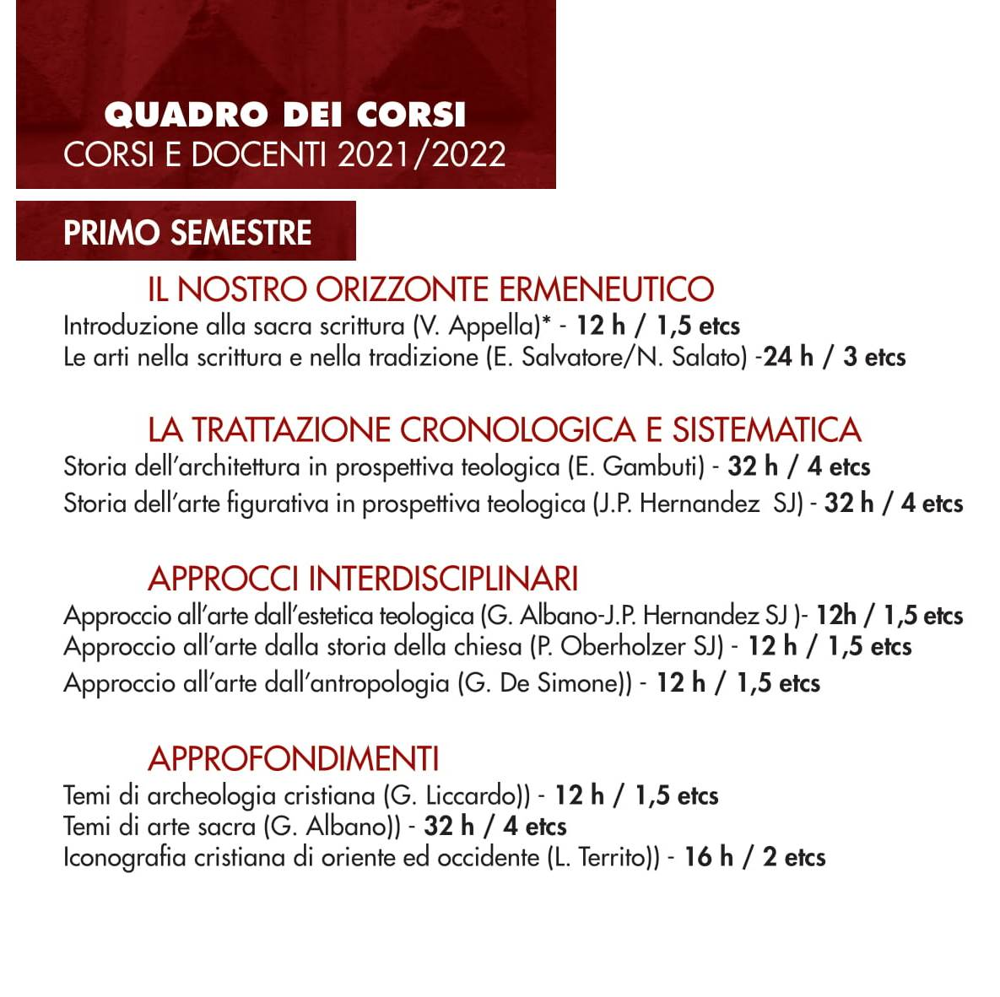 QUADRO DEI CORSI
CORSI E DOCENTI 2021/2022
PRIMO SEMESTRE
IL NOSTRO ORIZZONTE ERMENEUTICO
Introduzione alla sacra scrittura (V. Appella)* - 12 h / 1,5 etcs
Le arti nella scrittura e nella tradizione (E. Salvatore/N. Salato) -24 h / 3 etcs
LA TRATTAZIONE CRONOLOGICA E SISTEMATICA
Storia dell’architettura in prospettiva teologica (E. Gambuti) - 32 h / 4 etcs
Storia dell’arte figurativa in prospettiva teologica (J.P. Hernandez  SJ) - 32 h / 4 etcs
APPROCCI INTERDISCIPLINARI
Approccio all’arte dall’estetica teologica (G. Albano-J.P. Hernandez SJ )- 12h / 1,5 etcs
Approccio all’arte dalla storia della chiesa (P. Oberholzer SJ) - 12 h / 1,5 etcs
Approccio all’arte dall’antropologia (G. De Simone)) - 12 h / 1,5 etcs
APPROFONDIMENTI
Temi di archeologia cristiana (G. Liccardo)) - 12 h / 1,5 etcs
Temi di arte sacra (G. Albano)) - 32 h / 4 etcs
Iconografia cristiana di oriente ed occidente (L. Territo)) - 16 h / 2 etcs